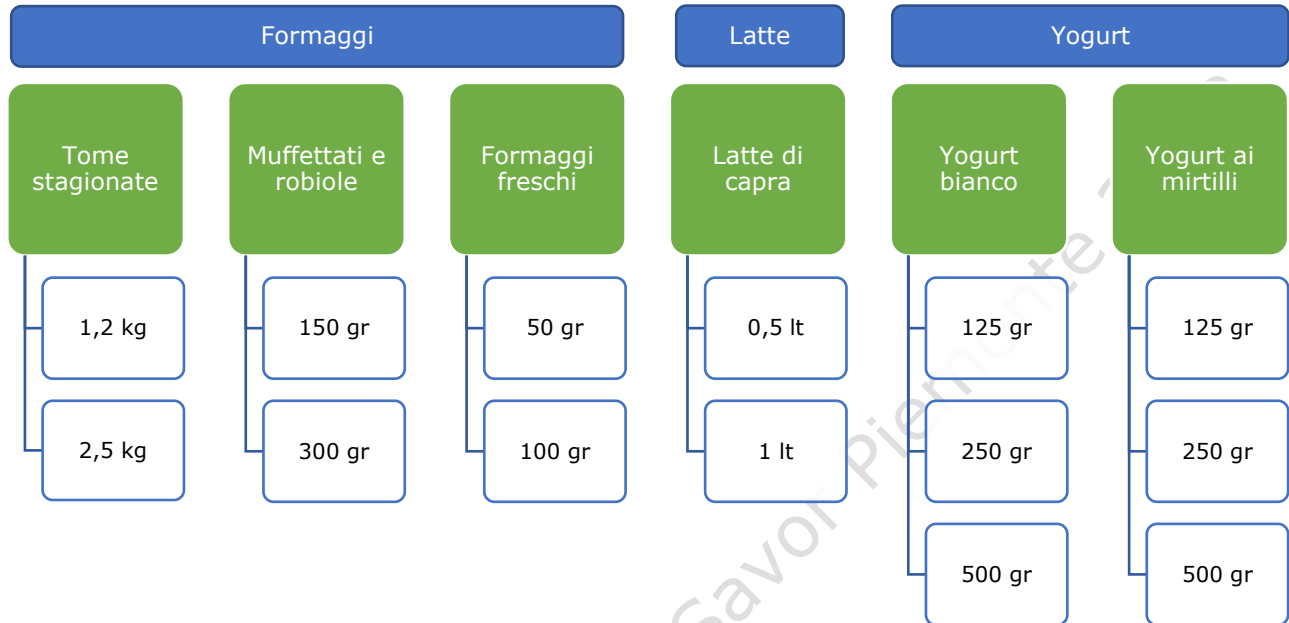 Formaggi
Latte
Yogurt
Tome
stagionate
Muffettati e
robiole
Formaggi
freschi
Latte di
capra
Yogurt
bianco
Yogurt ai
mirtilli
1,2 kg
150 gr
50 gr
0,5 lt
125 gr
125 gr
2,5 kg
300 gr
100 gr
1 lt
250 gr
250 gr
500 gr
500 gr
Savor Piemonte